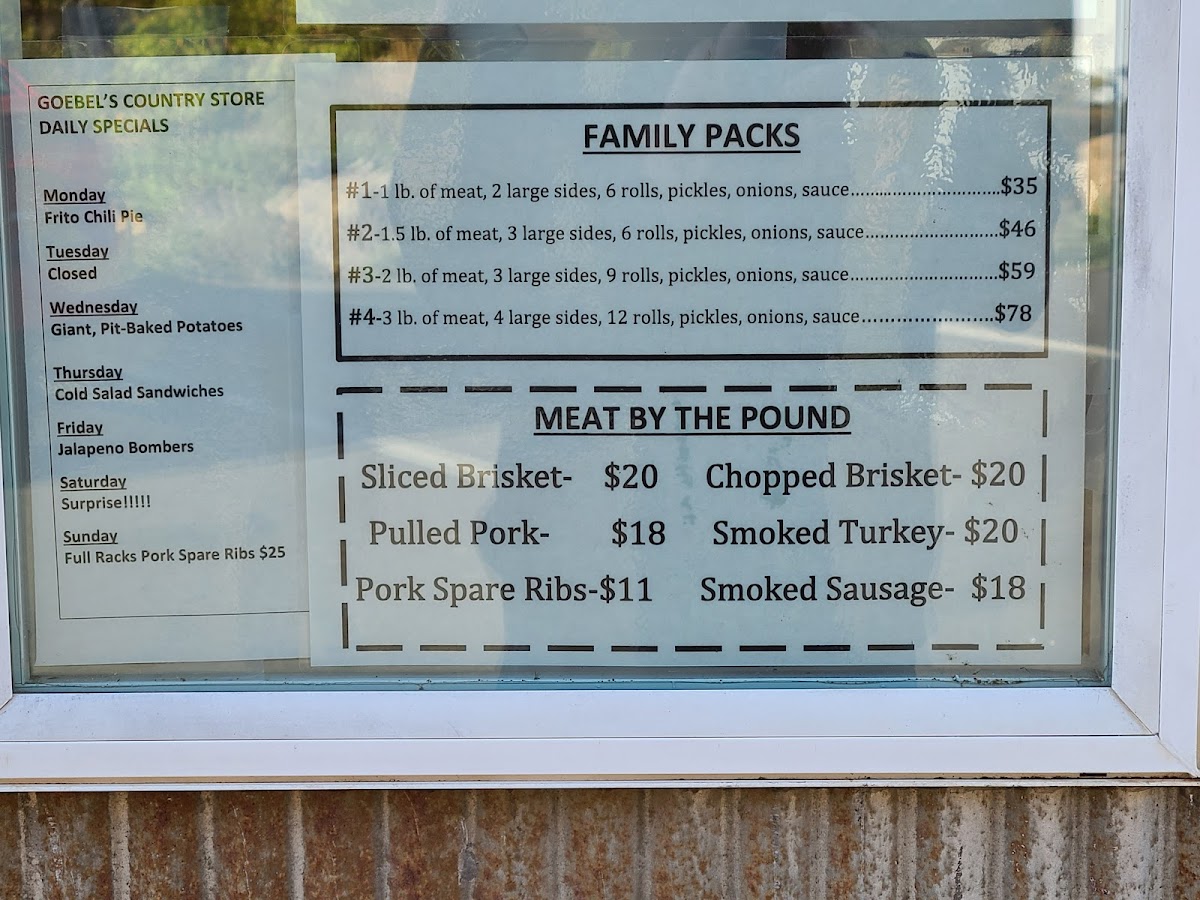 GOEBEL'S COUNTRY STORE
DAILY SPECIALS
Monday
Frito Chili Pie
Tuesday
Closed
Wednesday
Giant, Pit-Baked Potatoes
Thursday
Cold Salad Sandwiches
Friday
Jalapeno Bombers
Saturday
Surprise!!!!!
Sunday
Full Racks Pork Spare Ribs $25
FAMILY PACKS
#1-1 lb. of meat, 2 large sides, 6 rolls, pickles, onions, sauce..............................$35
#2-1.5 lb. of meat, 3 large sides, 6 rolls, pickles, onions, sauce...........................$46
#3-2 lb. of meat, 3 large sides, 9 rolls, pickles, onions, sauce..............................$59
#4-3 lb. of meat, 4 large sides, 12 rolls, pickles, onions, sauce.......................$78
MEAT BY THE POUND
Sliced Brisket- $20 Chopped Brisket- $20
Pulled Pork- $18 Smoked Turkey- $20
Pork Spare Ribs-$11 Smoked Sausage- $18